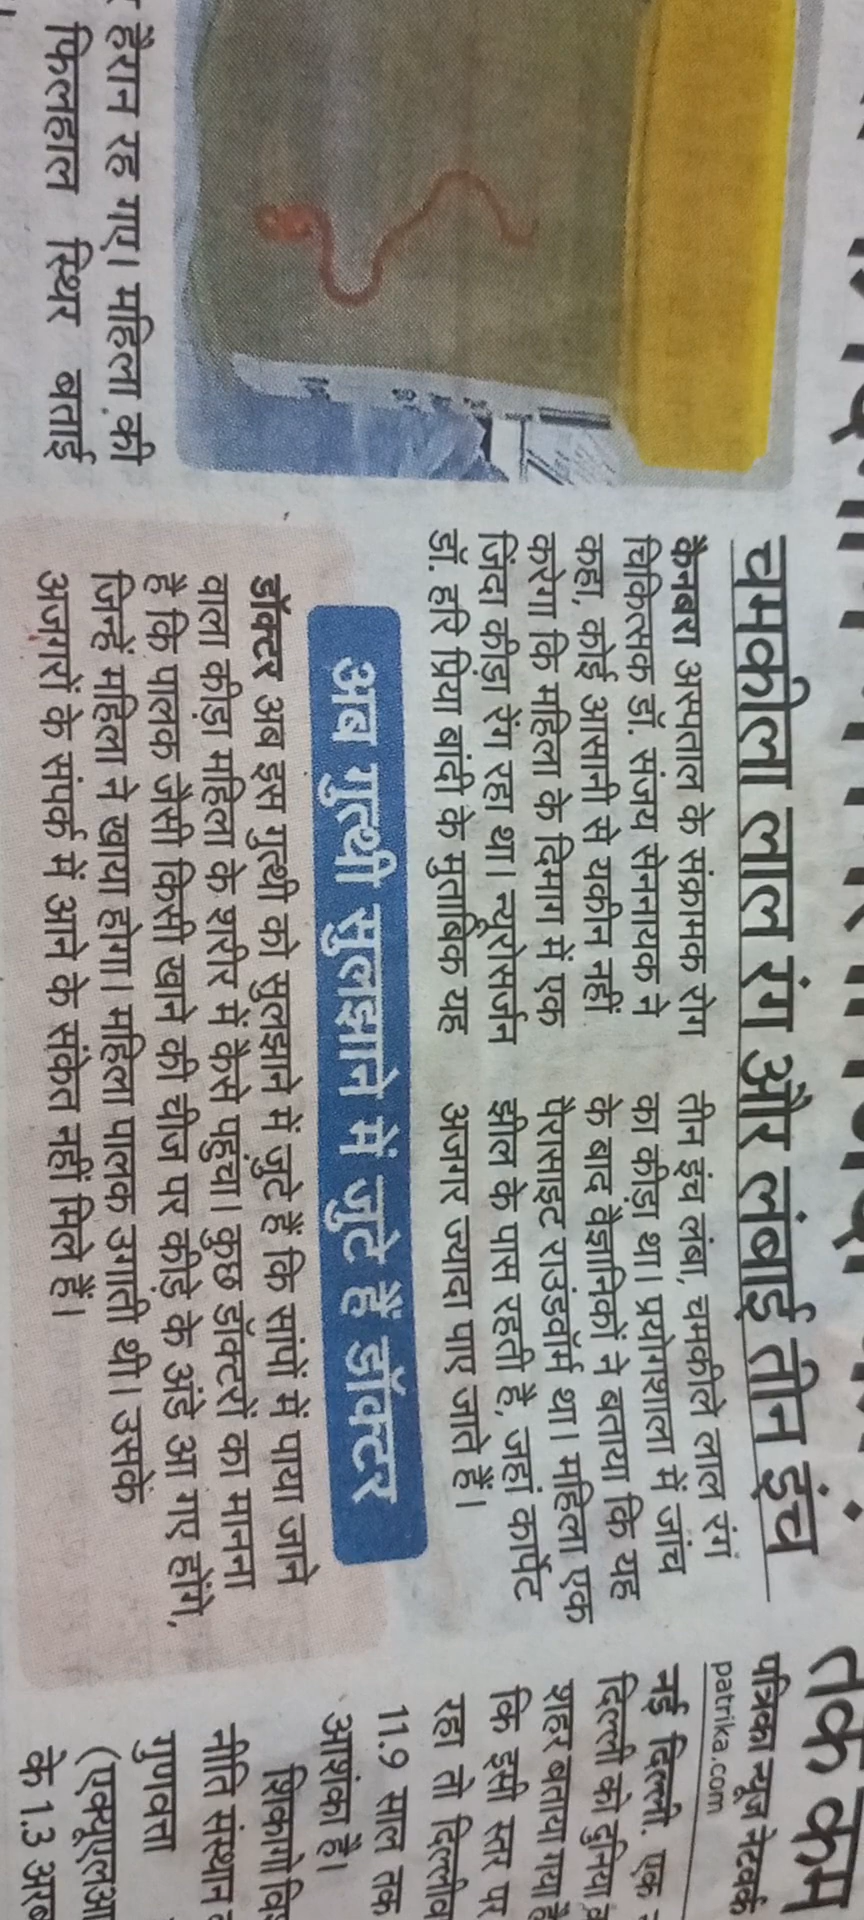 चमकीला लाल रंग और लंबाई तीन इंच
कैनबरा अस्पताल के संक्रामक रोग
चिकित्सक डॉ. संजय सेननायक ने
कहा, कोई आसानी से यकीन नहीं
करेगा कि महिला के दिमाग में एक
जिंदा कीड़ा रेंग रहा था। न्यूरोसर्जन
डॉ. हरि प्रिया बांदी के मुताबिक यह
तीन इंच लंबा, चमकीले लाल रंग
का कीड़ा था। प्रयोगशाला में जांच
के बाद वैज्ञानिकों ने बताया कि यह
पैरासाइट राउंडवॉर्म था। महिला एक
झील के पास रहती है, जहां कार्पेट
अजगर ज्यादा पाए जाते हैं।
अब गुत्थी सुलझाने में जुटे हैं डॉक्टर
डॉक्टर अब इस गुत्थी को सुलझाने में जुटे हैं कि सांपों में पाया जाने
वाला कीड़ा महिला के शरीर में कैसे पहुंचा। कुछ डॉक्टरों का मानना
है कि पालक जैसी किसी खाने की चीज पर कीड़े के अंडे आ गए होंगे,
जिन्हें महिला ने खाया होगा। महिला पालक उगाती थी। उसके
अजगरों के संपर्क में आने के संकेत नहीं मिले हैं।
हैरान रह गए। महिला की
फिलहाल स्थिर बताई
तक कम
पत्रिका न्यूज नेटवर्क
patrika.com
नई दिल्ली. एक
दिल्ली को दुनिया
शहर बताया गया है
कि इसी स्तर पर
रहा तो
11.9 साल तक
आशंका है।
शिकागो
नीति संस्थान
गुणवत्ता
के 1.3